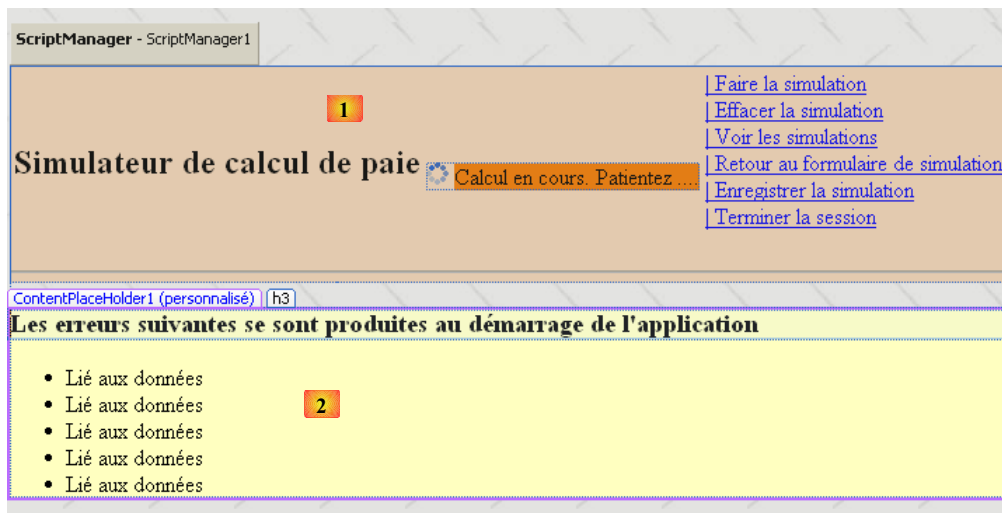 ScriptManager - ScriptManager1
1
Simulateur de calcul de paie
Calcul en cours. Patientez ....
| Faire la simulation
| Effacer la simulation
| Voir les simulations
| Retour au formulaire de simulation
| Enregistrer la simulation
| Terminer la session
ContentPlaceHolder1 (personnalisé) h3
Les erreurs suivantes se sont produites au démarrage de l'application
• Lié aux données
• Lié aux données
2
• Lié aux données
• Lié aux données
• Lié aux données